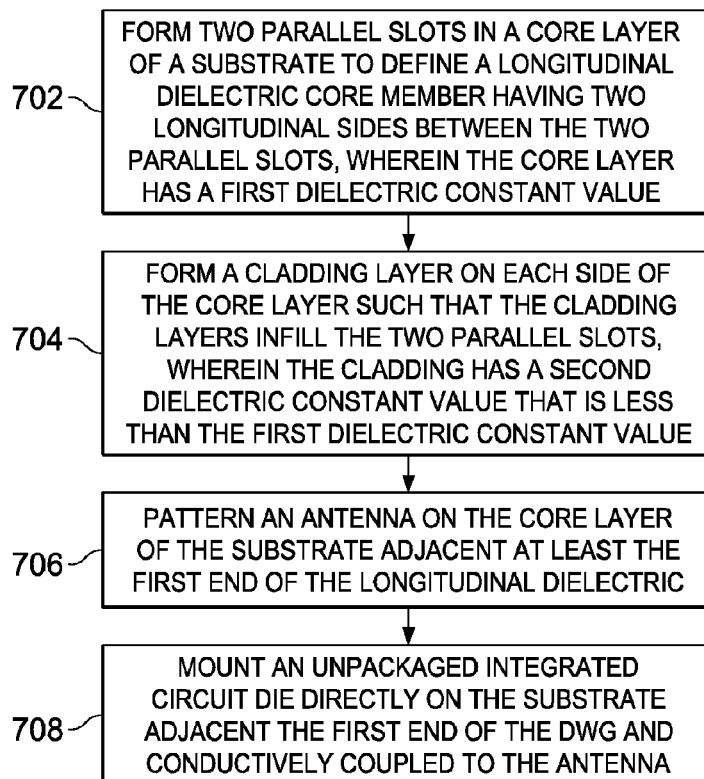 702
FORM TWO PARALLEL SLOTS IN A CORE LAYER
OF A SUBSTRATE TO DEFINE A LONGITUDINAL
DIELECTRIC CORE MEMBER HAVING TWO
LONGITUDINAL SIDES BETWEEN THE TWO
PARALLEL SLOTS, WHEREIN THE CORE LAYER
HAS A FIRST DIELECTRIC CONSTANT VALUE
704
FORM A CLADDING LAYER ON EACH SIDE OF
THE CORE LAYER SUCH THAT THE CLADDING
LAYERS INFILL THE TWO PARALLEL SLOTS,
WHEREIN THE CLADDING HAS A SECOND
DIELECTRIC CONSTANT VALUE THAT IS LESS
THAN THE FIRST DIELECTRIC CONSTANT VALUE
706
PATTERN AN ANTENNA ON THE CORE LAYER
OF THE SUBSTRATE ADJACENT AT LEAST THE
FIRST END OF THE LONGITUDINAL DIELECTRIC
708
MOUNT AN UNPACKAGED INTEGRATED
CIRCUIT DIE DIRECTLY ON THE SUBSTRATE
ADJACENT THE FIRST END OF THE DWG AND
CONDUCTIVELY COUPLED TO THE ANTENNA